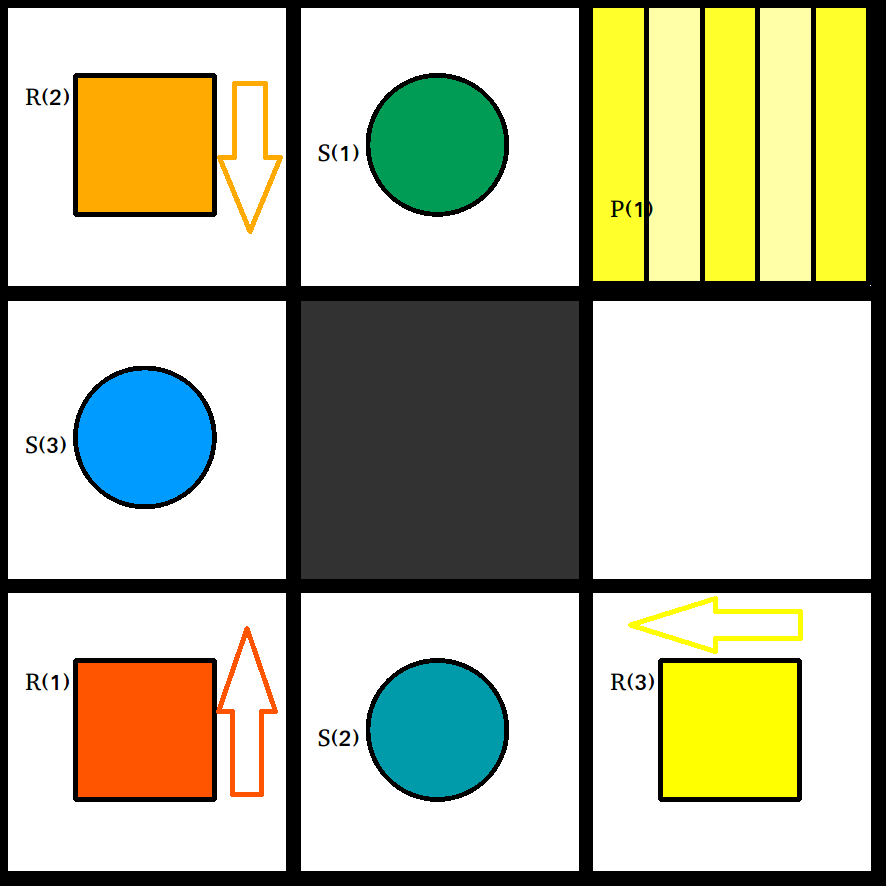 R(2)
S(1)
P(1)
S(3)
R(1)
S(2)
R(3)